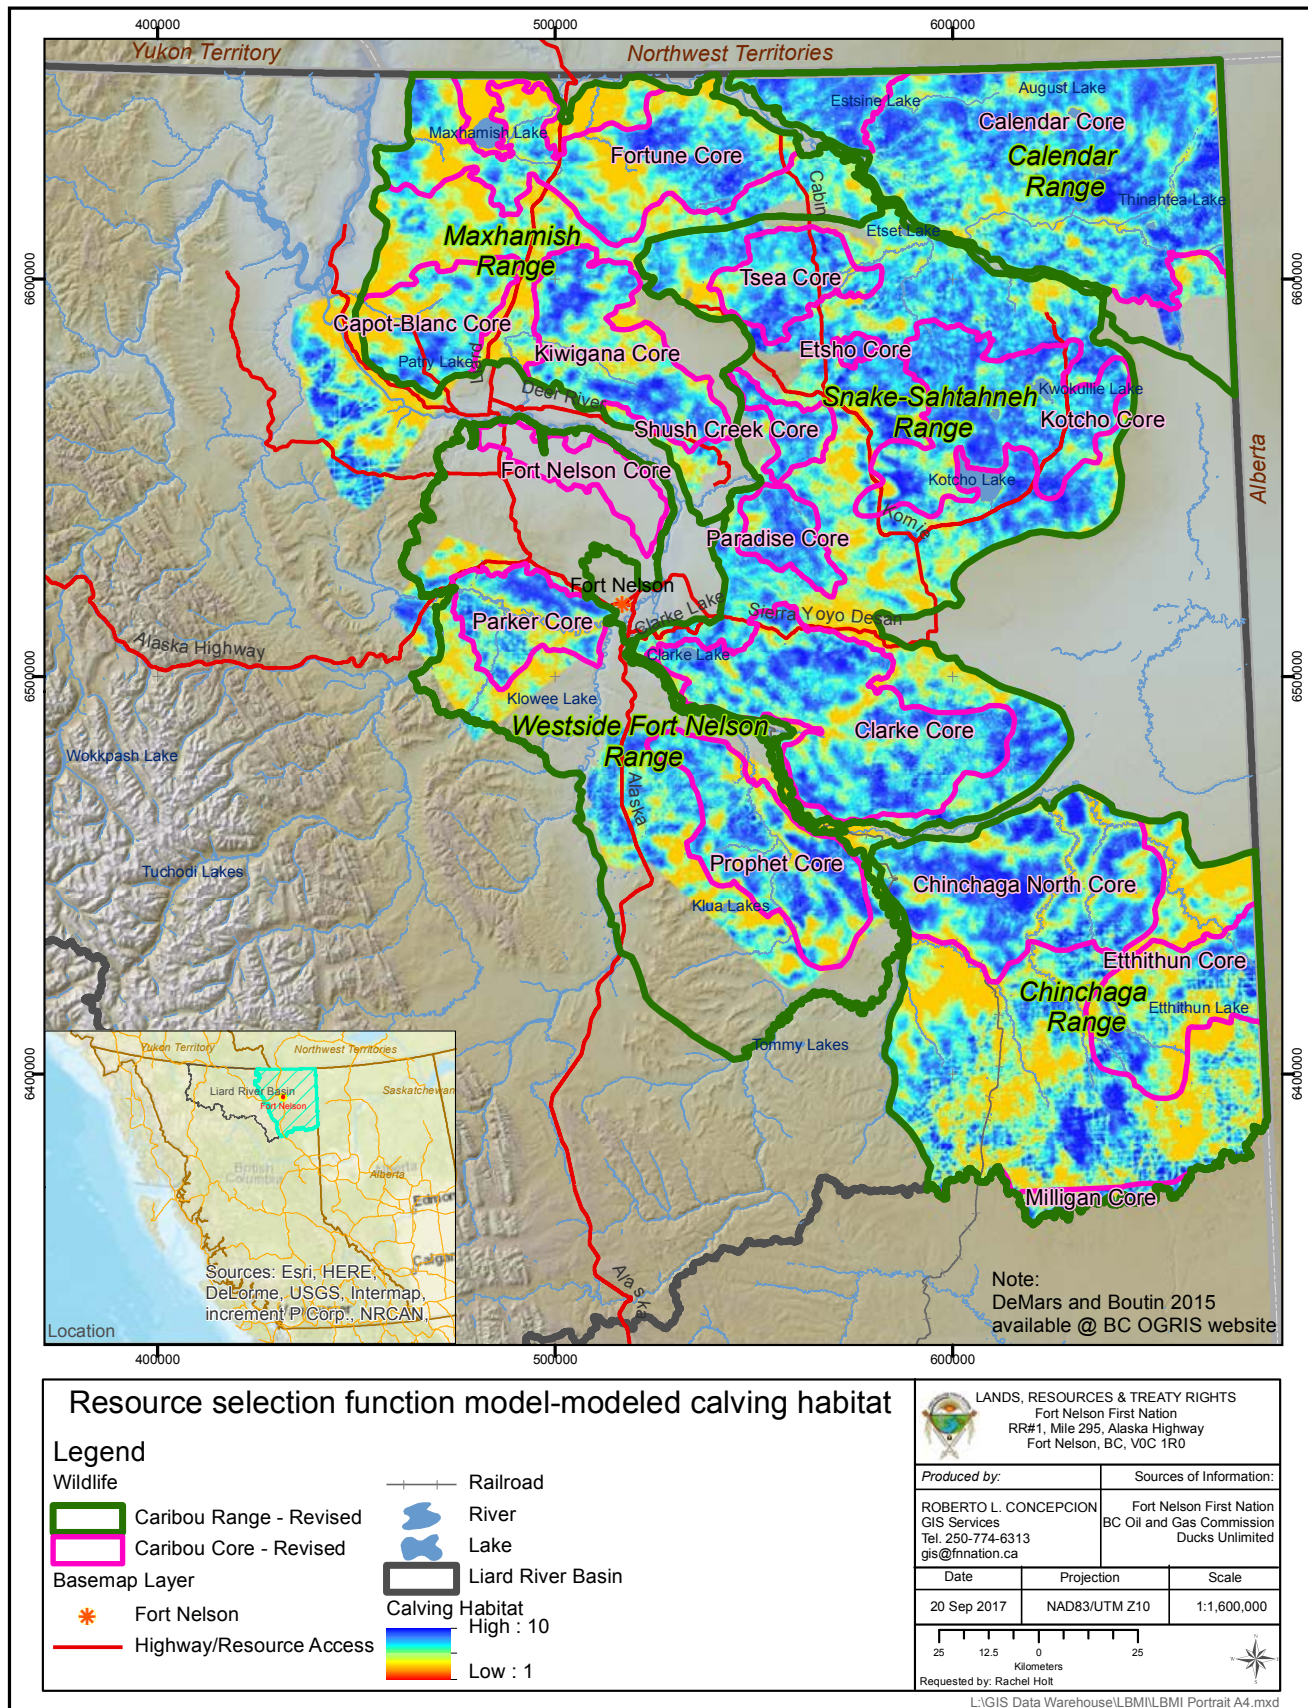 400000
500000
600000
Yukon Territory
Northwest Territories
Estsine Lake
August Lake
Maxhamish Lake
Calendar Core
Fortune Core
Calendar
Range
Cabin
Thinahtea Lake
Etset Lake
Maxhamish
Range
Tsea Core
6600000
6600000
Capot-Blanc Core
Patry Lake
Liard
Kiwigana Core
Etsho Core
Deer River
Snake-Sahtahneh
Range
Kwokullie Lake
Kotcho Core
Shush Creek Core
Alberta
Fort Nelson Core
Kotcho Lake
Komie
Paradise Core
Fort Nelson
Clarke Lake
Sierra Yoyo Desan
Parker Core
Alaska Highway
Clarke Lake
6500000
6500000
Klowee Lake
Westside Fort Nelson
Range
Clarke Core
Wokkpash Lake
Alaska
Tuchodi Lakes
Prophet Core
Chinchaga North Core
Klua Lakes
Etthithun Core
Chinchaga
Range
Etthithun Lake
Tommy Lakes
6400000
6400000
Milligan Core
Alaska
Yukon Territory
Northwest Territories
Liard River Basin
Fort Nelson
Saskatchewan
British
Columbia
Alberta
Alberta
Edmon
Calgar
Sources: Esri, HERE,
DeLorme, USGS, Intermap,
increment P Corp., NRCAN,
Location
Note:
DeMars and Boutin 2015
available @ BC OGRIS website
400000
500000
600000
Resource selection function model-modeled calving habitat
Legend
Wildlife
Caribou Range - Revised
Caribou Core - Revised
Basemap Layer
Fort Nelson
Highway/Resource Access
Railroad
River
Lake
Liard River Basin
Calving Habitat
High : 10
Low : 1
LANDS, RESOURCES & TREATY RIGHTS
Fort Nelson First Nation
RR#1, Mile 295, Alaska Highway
Fort Nelson, BC, V0C 1R0
Produced by:
ROBERTO L. CONCEPCION
GIS Services
Tel. 250-774-6313
gis@fnnation.ca
Sources of Information:
Fort Nelson First Nation
BC Oil and Gas Commission
Ducks Unlimited
Date
Projection
Scale
20 Sep 2017
NAD83/UTM Z10
1:1,600,000
25 12.5 0 25
Kilometers
Requested by: Rachel Holt
L:\GIS Data Warehouse\LBMI\LBMI Portrait A4.mxd